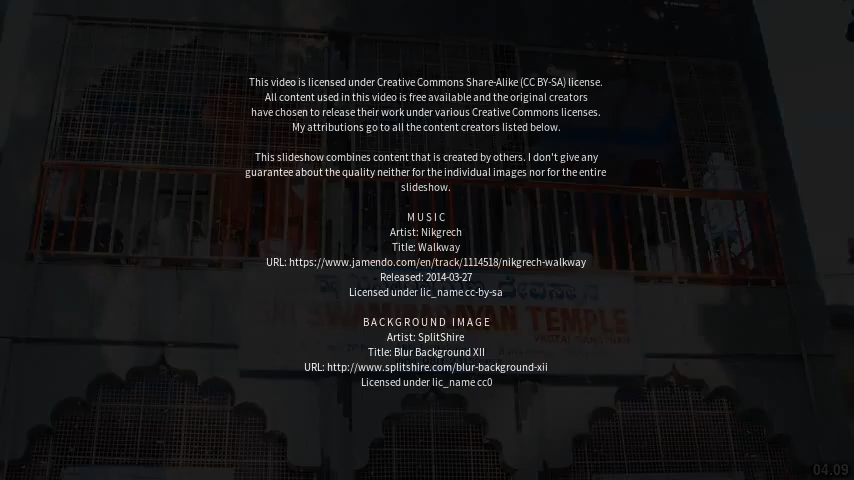 This video is licensed under Creative Commons Share-Alike (CC BY-SA) license.
All content used in this video is free available and the original creators
have chosen to release their work under various Creative Commons licenses.
My attributions go to all the content creators listed below.
This slideshow combines content that is created by others. I don't give any
guarantee about the quality neither for the individual images nor for the entire
slideshow.
MUSIC
Artist: Nikgrech
Title: Walkway
URL: https://www.jamendo.com/en/track/1114518/nikgrech-walkway
Released: 2014-03-27
Licensed under lic_name cc-by-sa
SWAMINARAYAN TEMPLE
BACKGROUND IMAGE
Artist: SplitShire
Title: Blur Background XII
URL: http://www.splitshire.com/blur-background-xii
Licensed under lic_name cc0
04.09